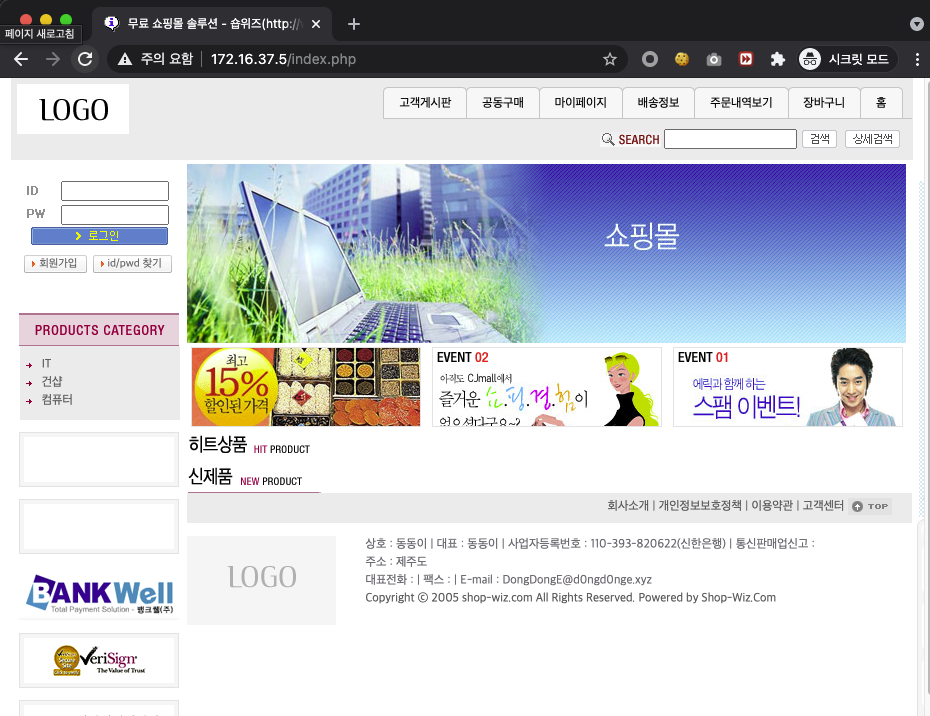 무료 쇼핑몰 솔루션 - 숍위즈(http://
페이지 새로고침
주의 요함
172.16.37.5/index.php
시크릿 모드
LOGO
고객게시판
공동구매
마이페이지
배송정보
주문내역보기
장바구니
홈
SEARCH
검색
상세검색
ID
PW
로그인
회원가입
id/pwd 찾기
쇼핑몰
PRODUCTS CATEGORY
IT
건샵
컴퓨터
최고
15%
할인된 가격
EVENT 02
아직도 CJmall에서
즐거운 쇼.핑.경.험이
없으셨다구요~?
EVENT 01
에릭과 함께 하는
스팸 이벤트!
히트상품 HIT PRODUCT
신제품 NEW PRODUCT
회사소개 | 개인정보보호정책 | 이용약관 | 고객센터
TOP
LOGO
상호 : 동동이 | 대표 : 동동이 | 사업자등록번호 : 110-393-820622(신한은행) | 통신판매업신고 :
주소 : 제주도
대표전화 : | 팩스 : | E-mail : DongDongE@d0ngd0nge.xyz
Copyright ⓒ 2005 shop-wiz.com All Rights Reserved. Powered by Shop-Wiz.Com
BANKWell
Total Payment Solution - 뱅크웰(주)
VeriSign
The Value of Trust